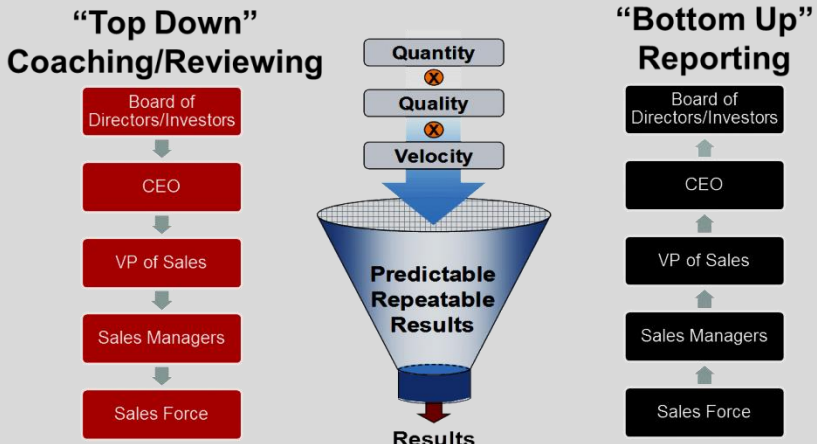 “Top Down”
Coaching/Reviewing
Board of
Directors/Investors
CEO
VP of Sales
Sales Managers
Sales Force
Quantity
X
Quality
X
Velocity
Predictable
Repeatable
Results
Results
“Bottom Up”
Reporting
Board of
Directors/Investors
CEO
VP of Sales
Sales Managers
Sales Force